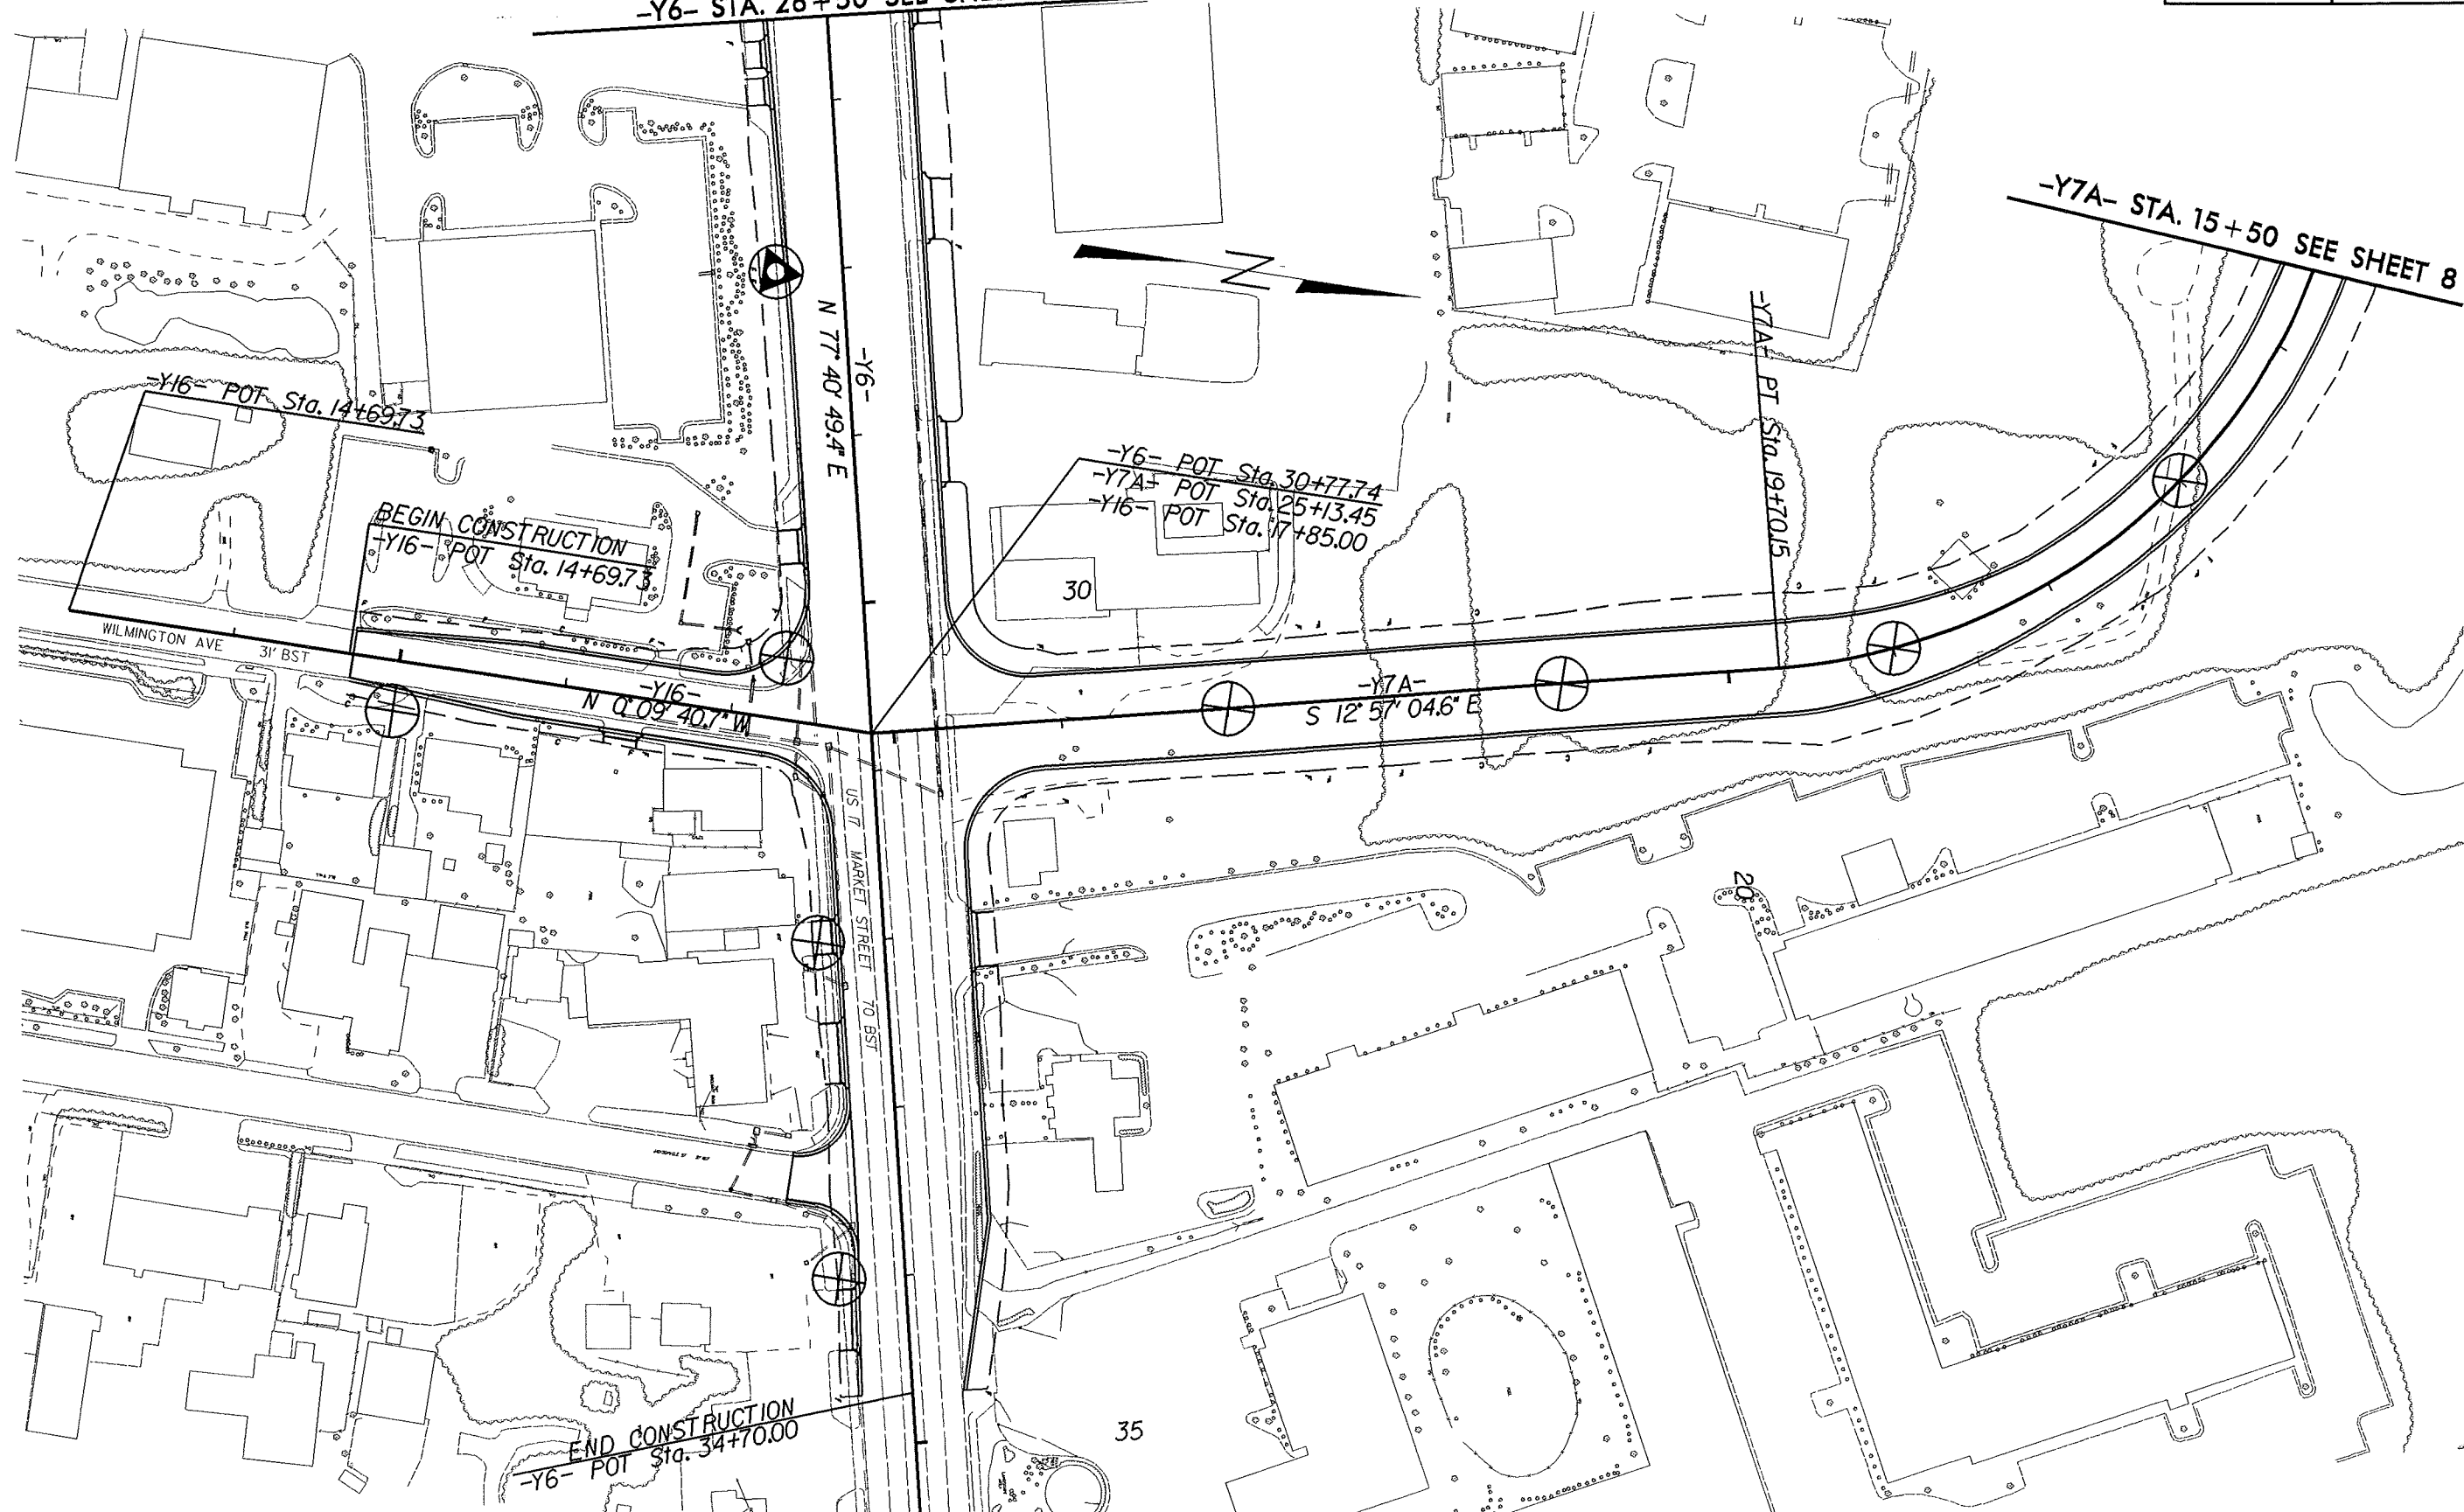 -Y6- STA. 26+50 SEE
-Y7A- STA. 15+50 SEE SHEET 8
N
N 77° 40' 49.4" E
-Y6-
-Y7A- PT Sta. 19+70.15
-Y16- POT Sta. 14+69.73
-Y6- POT Sta. 30+77.74
-Y7A- POT Sta. 25+13.45
-Y16- POT Sta. 17+85.00
BEGIN CONSTRUCTION
-Y16- POT Sta. 14+69.73
30
WILMINGTON AVE 31' BST
-Y16-
N 0° 09' 40.7" W
-Y7A-
S 12° 57' 04.6" E
US 17 MARKET STREET 70 BST
20
END CONSTRUCTION
-Y6- POT Sta. 34+70.00
35